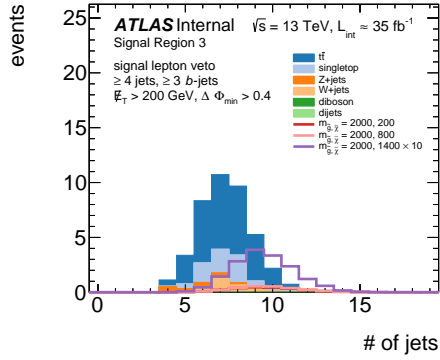 events
25
20
15
10
5
0
ATLAS Internal
√s = 13 TeV, L_int ≈ 35 fb⁻¹
Signal Region 3
signal lepton veto
≥ 4 jets, ≥ 3 b-jets
E̸_T > 200 GeV, Δ Φ_min > 0.4
tt̄
singletop
Z+jets
W+jets
diboson
dijets
m_g̃, χ̃ = 2000, 200
m_g̃, χ̃ = 2000, 800
m_g̃, χ̃ = 2000, 1400 × 10
0 5 10 15
# of jets